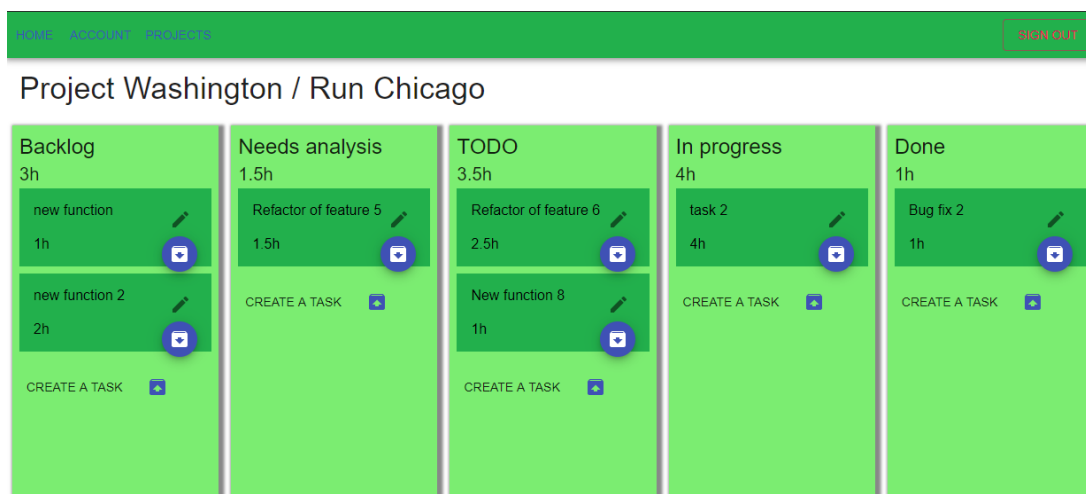 HOME ACCOUNT PROJECTS SIGN OUT
Project Washington / Run Chicago
Backlog
3h
new function
1h
new function 2
2h
CREATE A TASK
Needs analysis
1.5h
Refactor of feature 5
1.5h
CREATE A TASK
TODO
3.5h
Refactor of feature 6
2.5h
New function 8
1h
CREATE A TASK
In progress
4h
task 2
4h
CREATE A TASK
Done
1h
Bug fix 2
1h
CREATE A TASK